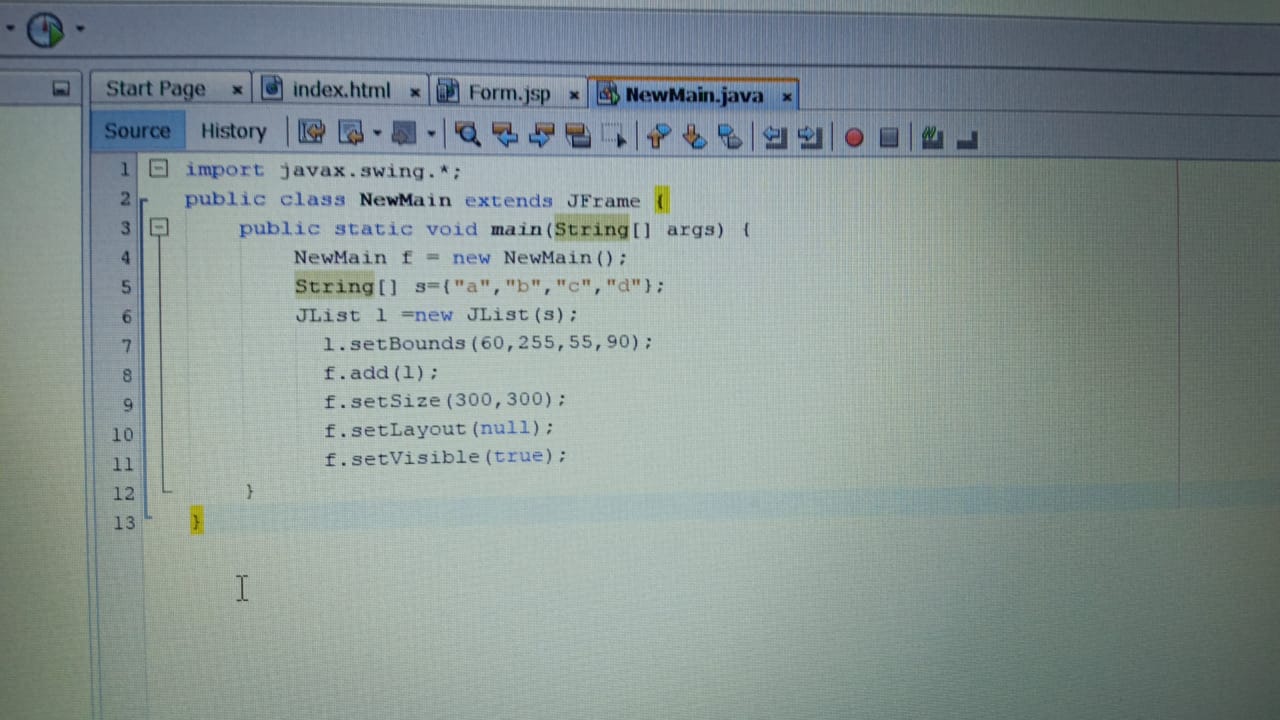 Start Page index.html Form.jsp NewMain.java
Source History
1 import javax.swing.*;
2 public class NewMain extends JFrame {
3 public static void main(String[] args) {
4 NewMain f = new NewMain();
5 String[] s={"a","b","c","d"};
6 JList l =new JList(s);
7 l.setBounds(60,255,55,90);
8 f.add(l);
9 f.setSize(300,300);
10 f.setLayout(null);
11 f.setVisible(true);
12 }
13 }